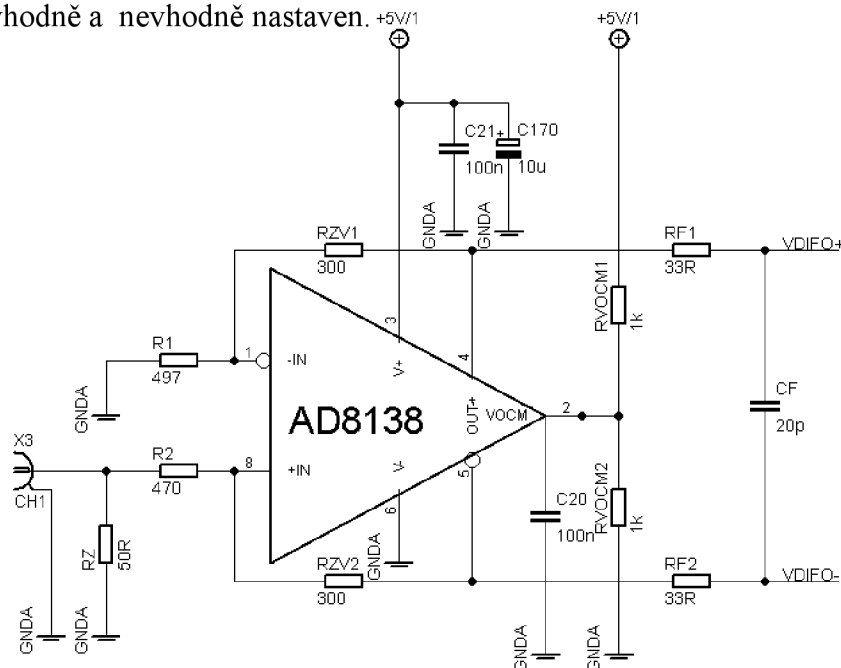 vhodně a  nevhodně nastaven.
+5V/1
+5V/1
C21
+
C170
100n
10u
GNDA
GNDA
RZV1
300
RF1
33R
VDIFO+
RVOCM1
1k
3
4
R1
497
1
-IN
V+
OUT+
VOCM
2
GNDA
AD8138
CF
20p
X3
CH1
R2
470
8
+IN
V-
6
5
RZ
50R
GNDA
C20
100n
RVOCM2
1k
RZV2
300
RF2
33R
VDIFO-
GNDA
GNDA
GNDA
GNDA